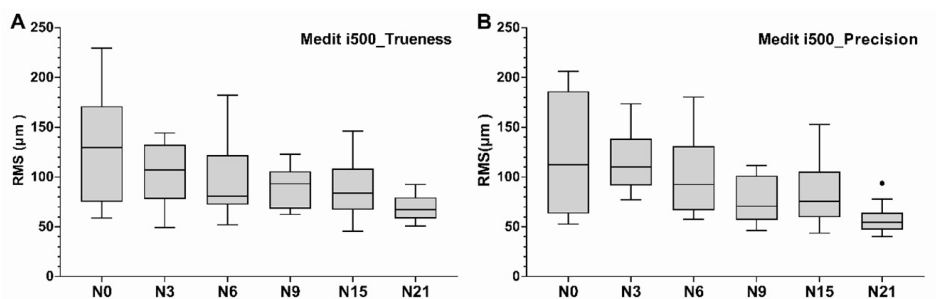 A
Medit i500_Trueness
RMS (µm )
250
200
150
100
50
0
N0 N3 N6 N9 N15 N21
B
Medit i500_Precision
RMS(µm )
250
200
150
100
50
0
N0 N3 N6 N9 N15 N21